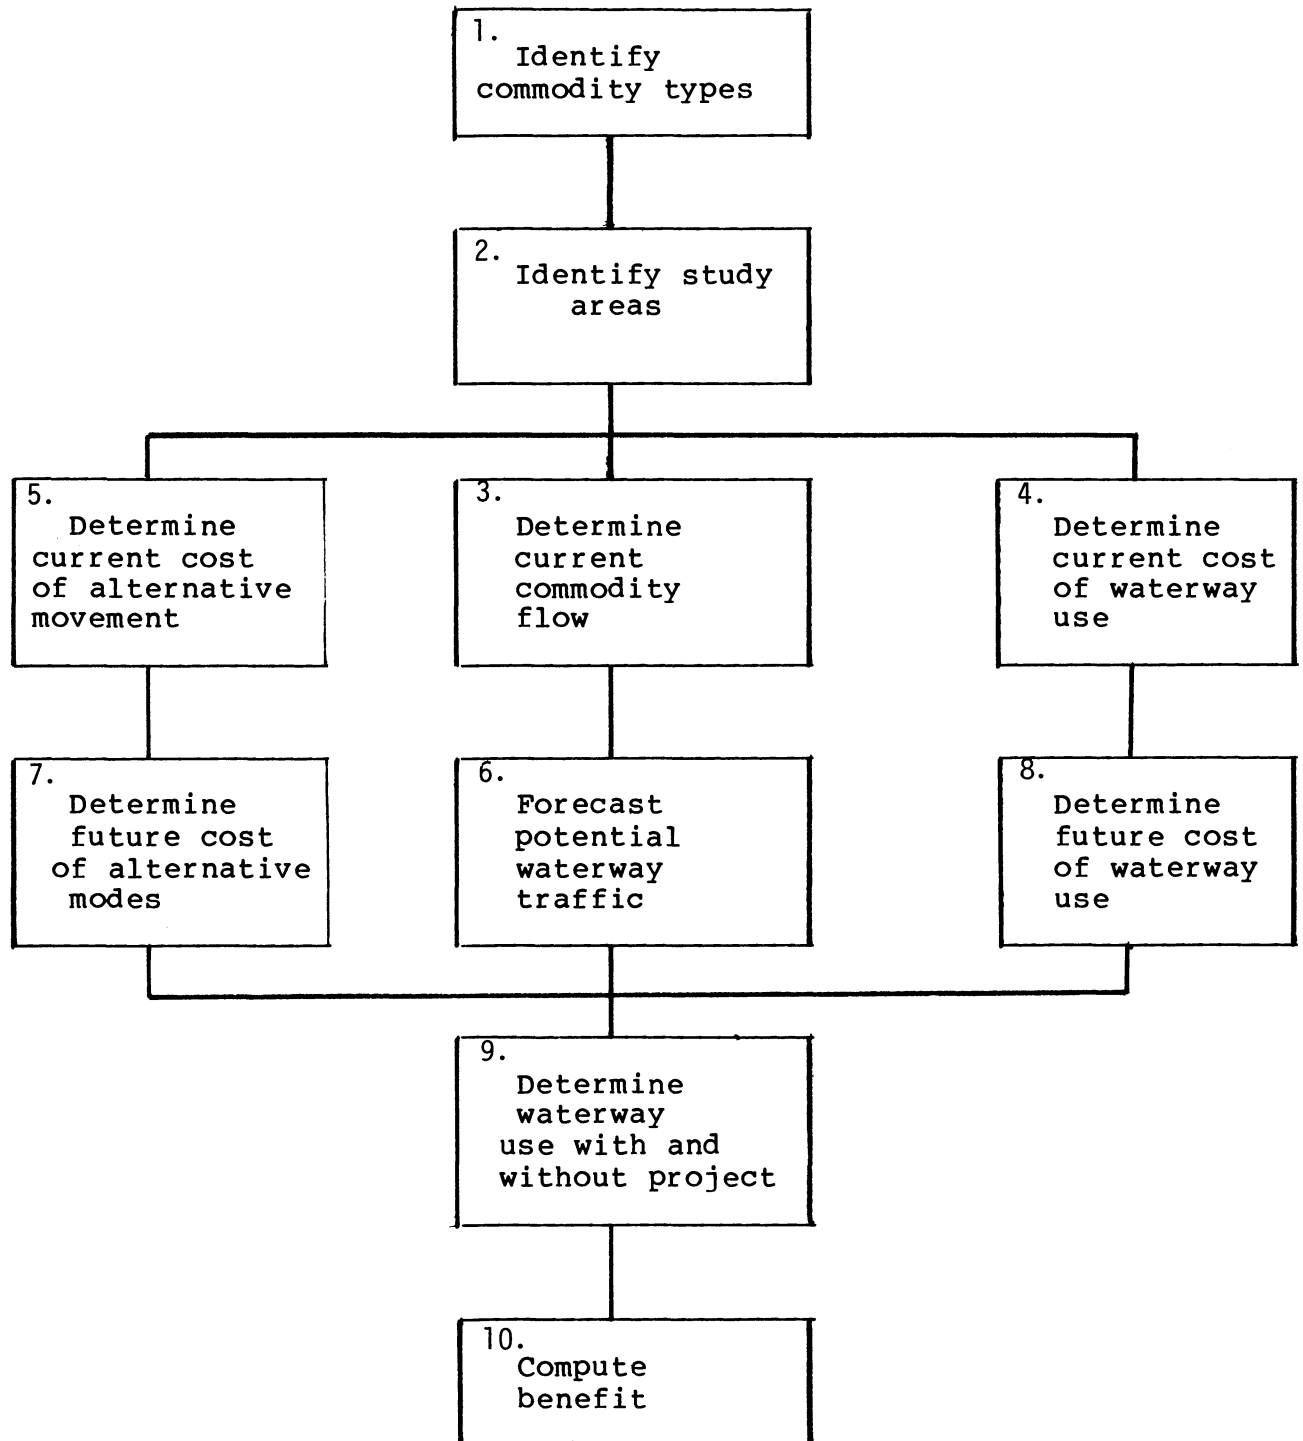 1.
Identify
commodity types
2.
Identify study
areas
5.
Determine
current cost
of alternative
movement
3.
Determine
current
commodity
flow
4.
Determine
current cost
of waterway
use
7.
Determine
future cost
of alternative
modes
6.
Forecast
potential
waterway
traffic
8.
Determine
future cost
of waterway
use
9.
Determine
waterway
use with and
without project
10.
Compute
benefit